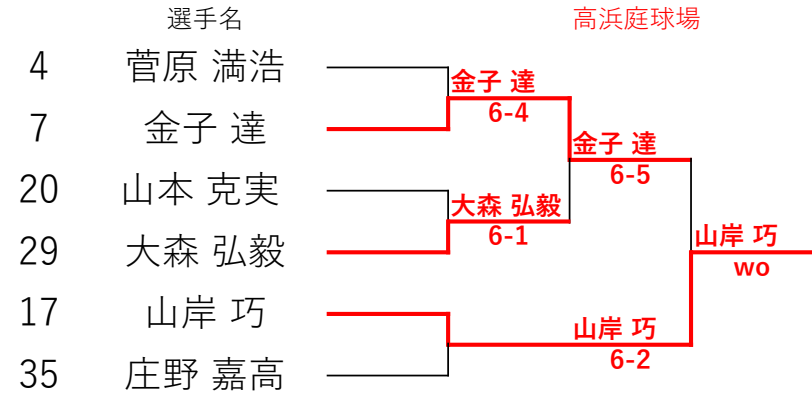 選手名
高浜庭球場
4 菅原 満浩
金子 達
6-4
7 金子 達
金子 達
6-5
20 山本 克実
大森 弘毅
6-1
29 大森 弘毅
山岸 巧
wo
17 山岸 巧
山岸 巧
6-2
35 庄野 嘉高